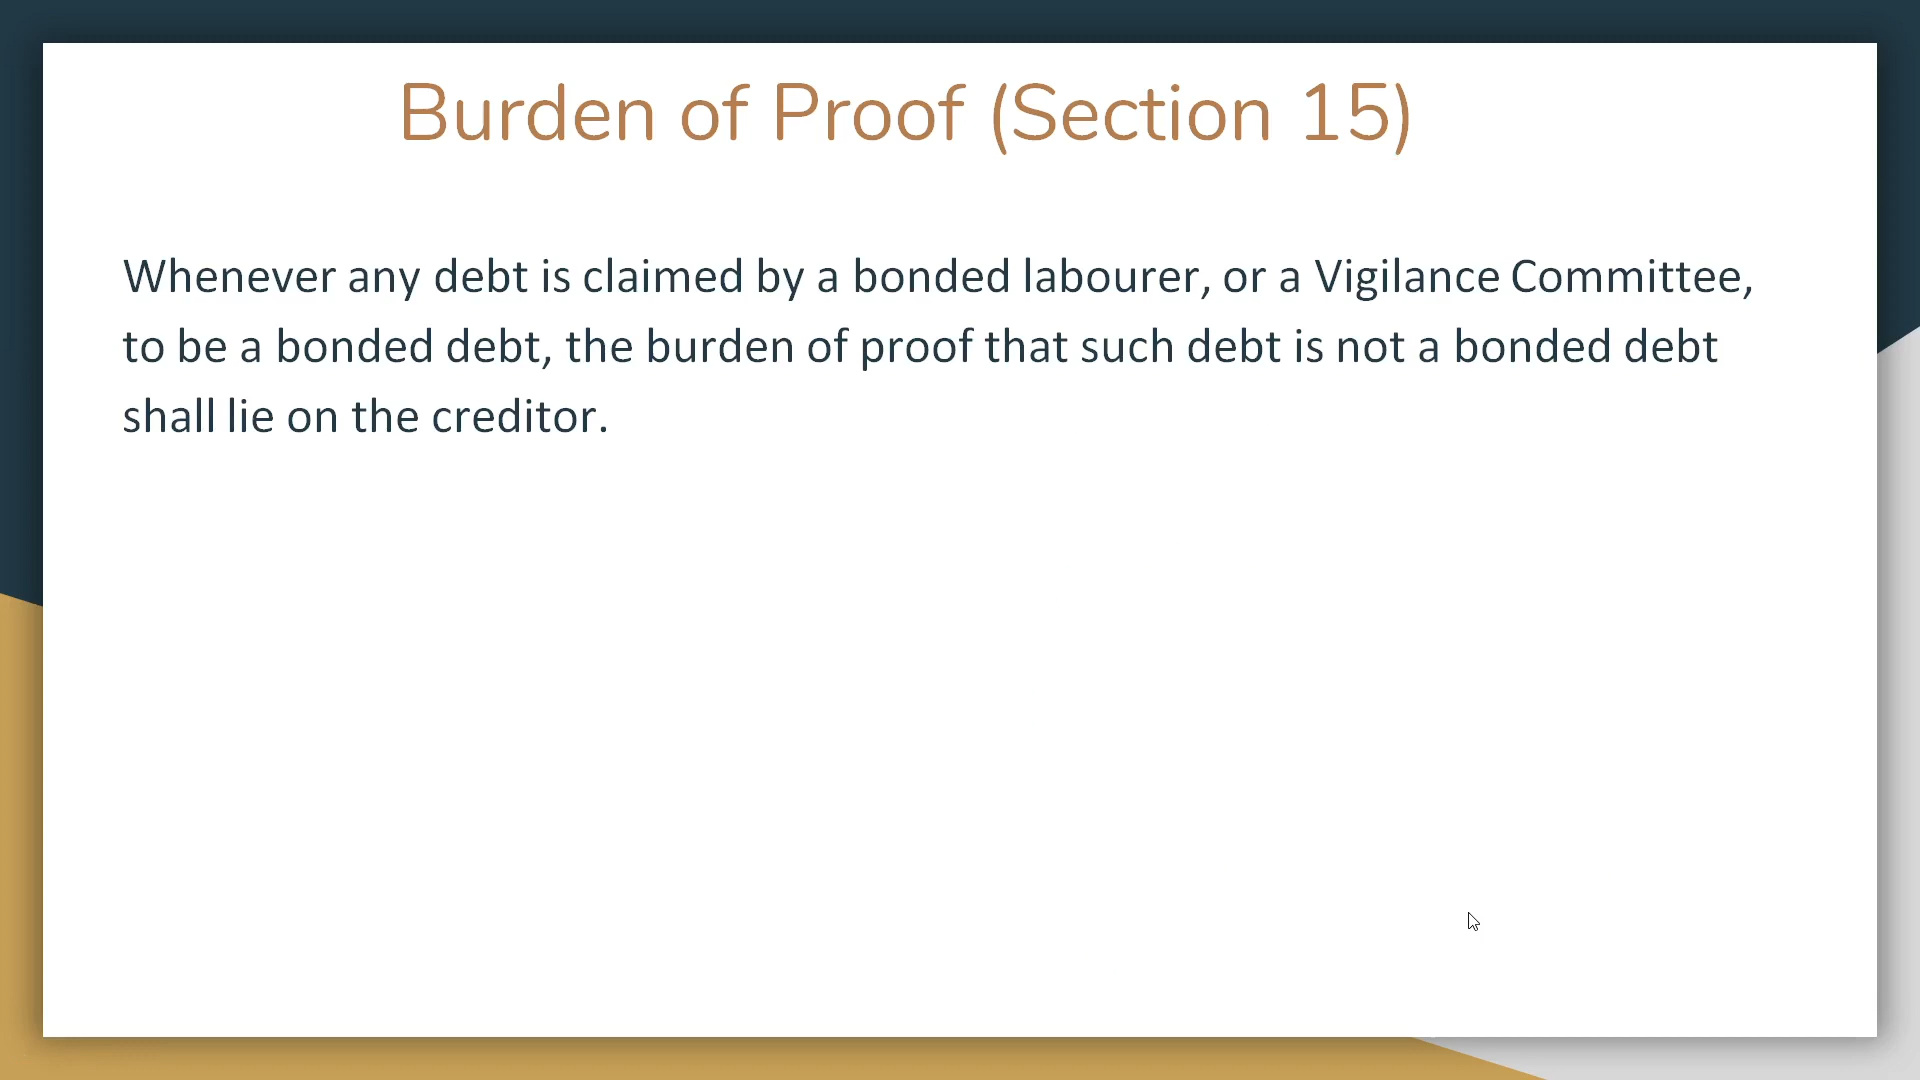 Burden of Proof (Section 15)
Whenever any debt is claimed by a bonded labourer, or a Vigilance Committee,
to be a bonded debt, the burden of proof that such debt is not a bonded debt
shall lie on the creditor.